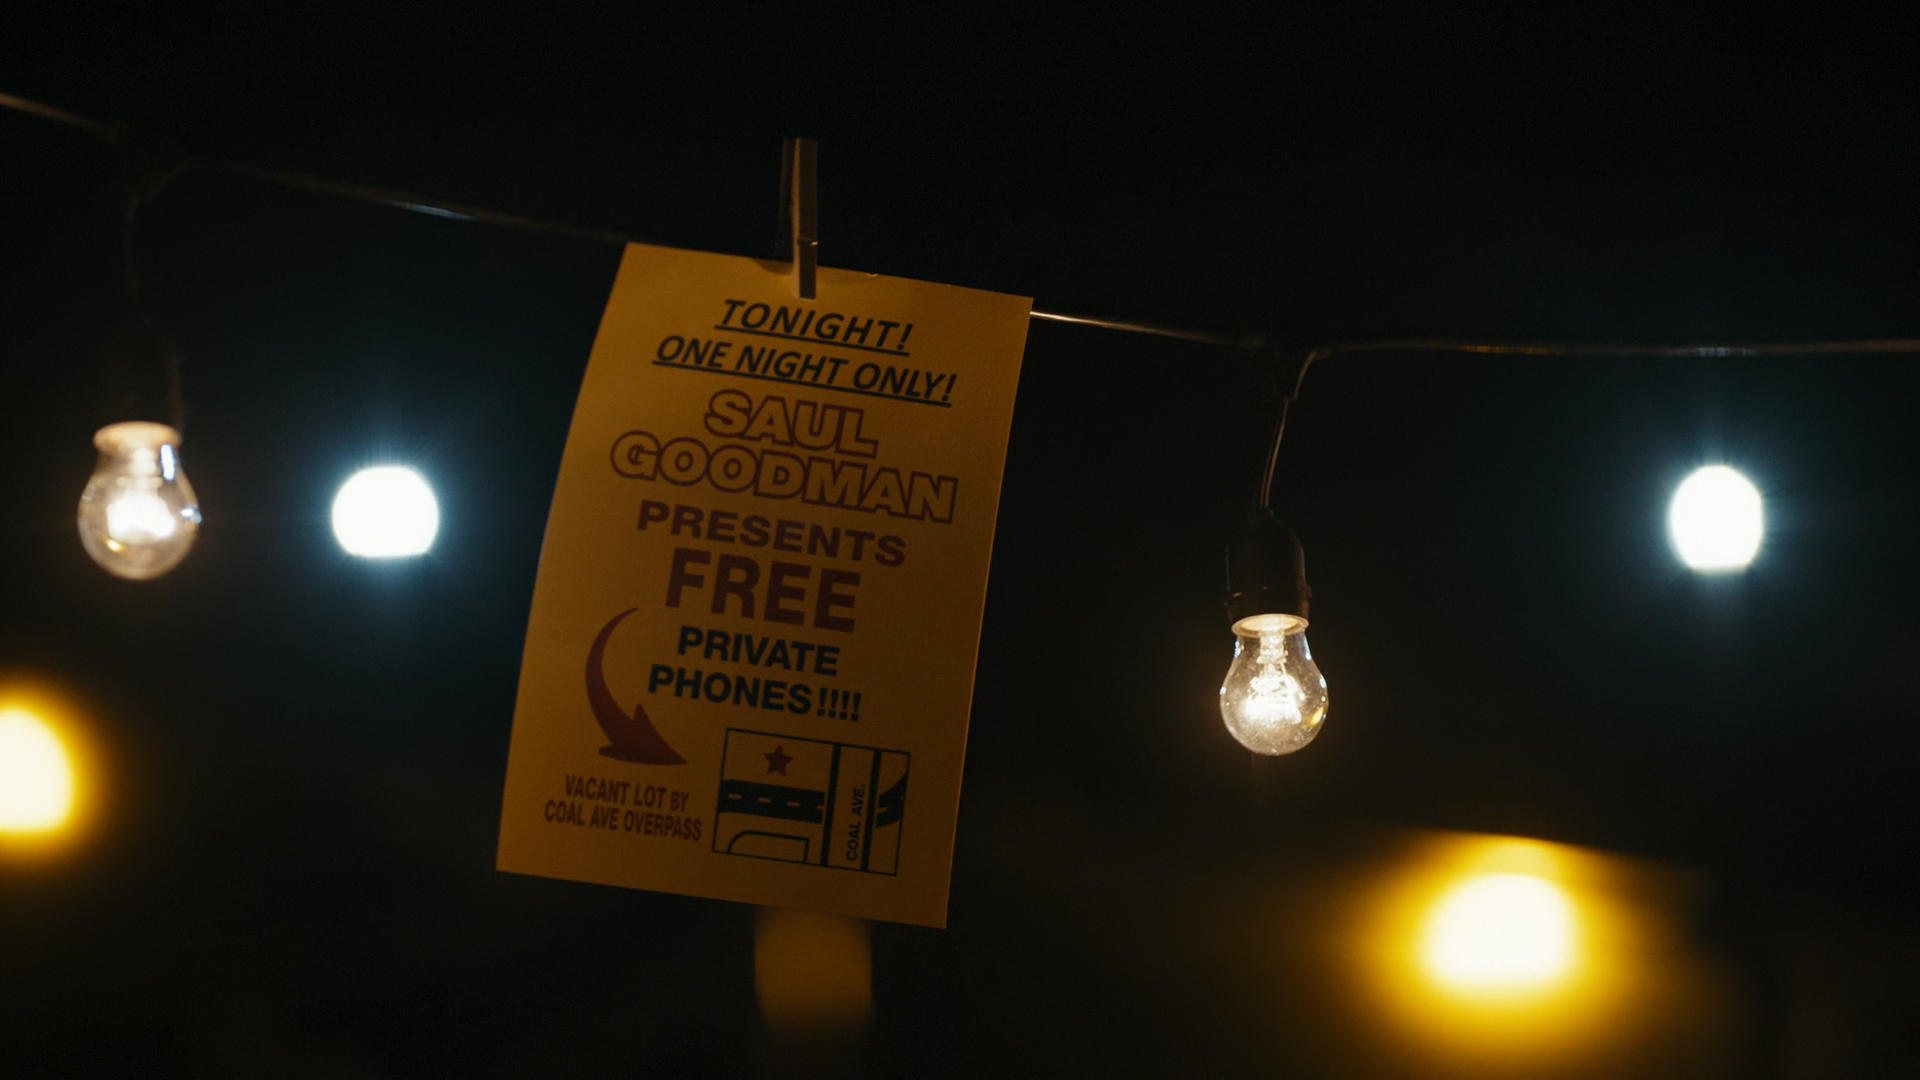 TONIGHT!
ONE NIGHT ONLY!
SAUL
GOODMAN
PRESENTS
FREE
PRIVATE
PHONES!!!!
VACANT LOT BY
COAL AVE OVERPASS
COAL AVE.